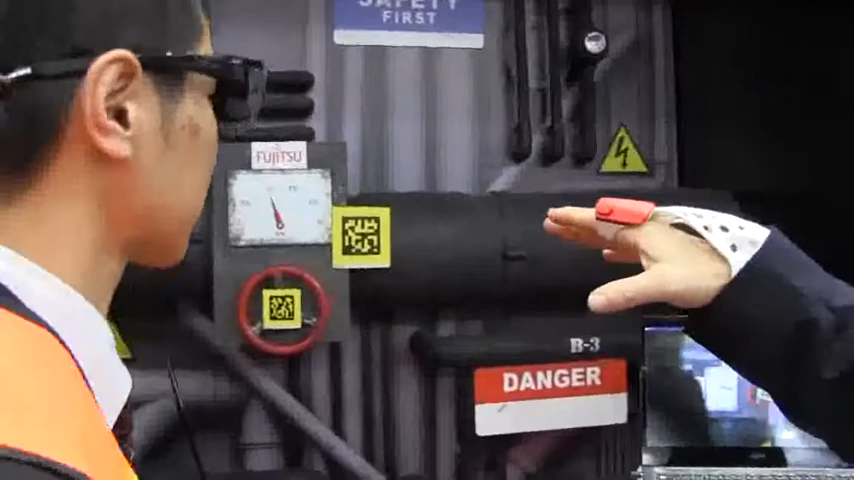 SAFETY
FIRST
FUJITSU
B-3
DANGER